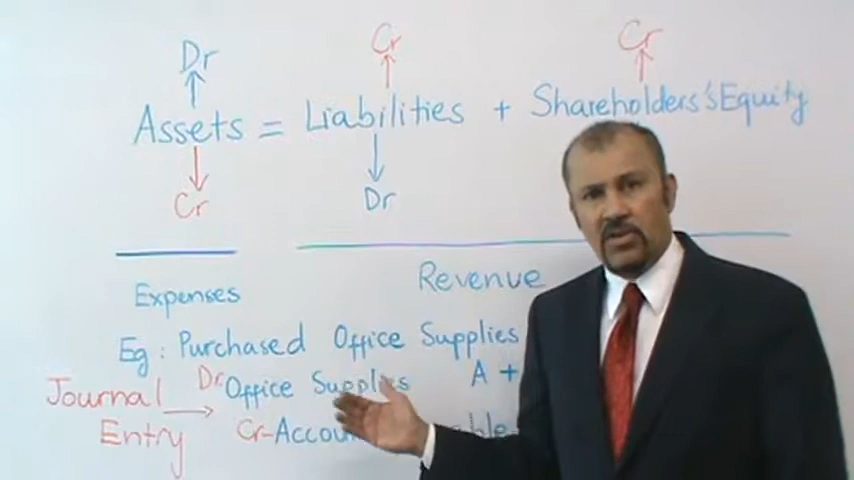 Dr Cr Cr
Assets = Liabilities + Shareholders'sEquity
Cr Dr
Expenses Revenue
Eg: Purchased Office Supplies
Journal Entry
Dr Office Supplies A +
Cr-